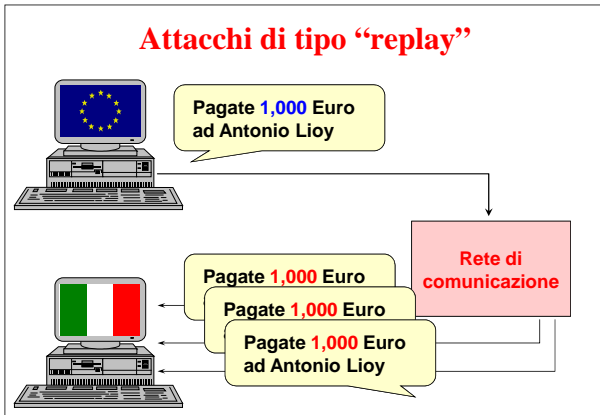 Attacchi di tipo “replay”
Pagate 1,000 Euro
ad Antonio Lioy
Rete di
comunicazione
Pagate 1,000 Euro
Pagate 1,000 Euro
Pagate 1,000 Euro
ad Antonio Lioy